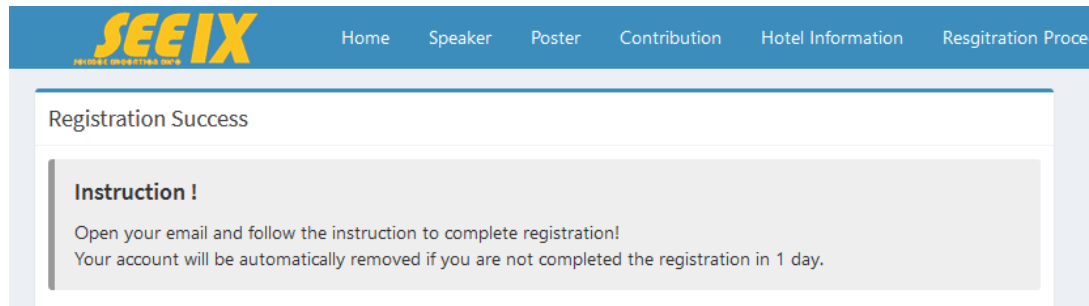 SEEIX
Home Speaker Poster Contribution Hotel Information Resgitration Proce
Registration Success
Instruction !
Open your email and follow the instruction to complete registration!
Your account will be automatically removed if you are not completed the registration in 1 day.